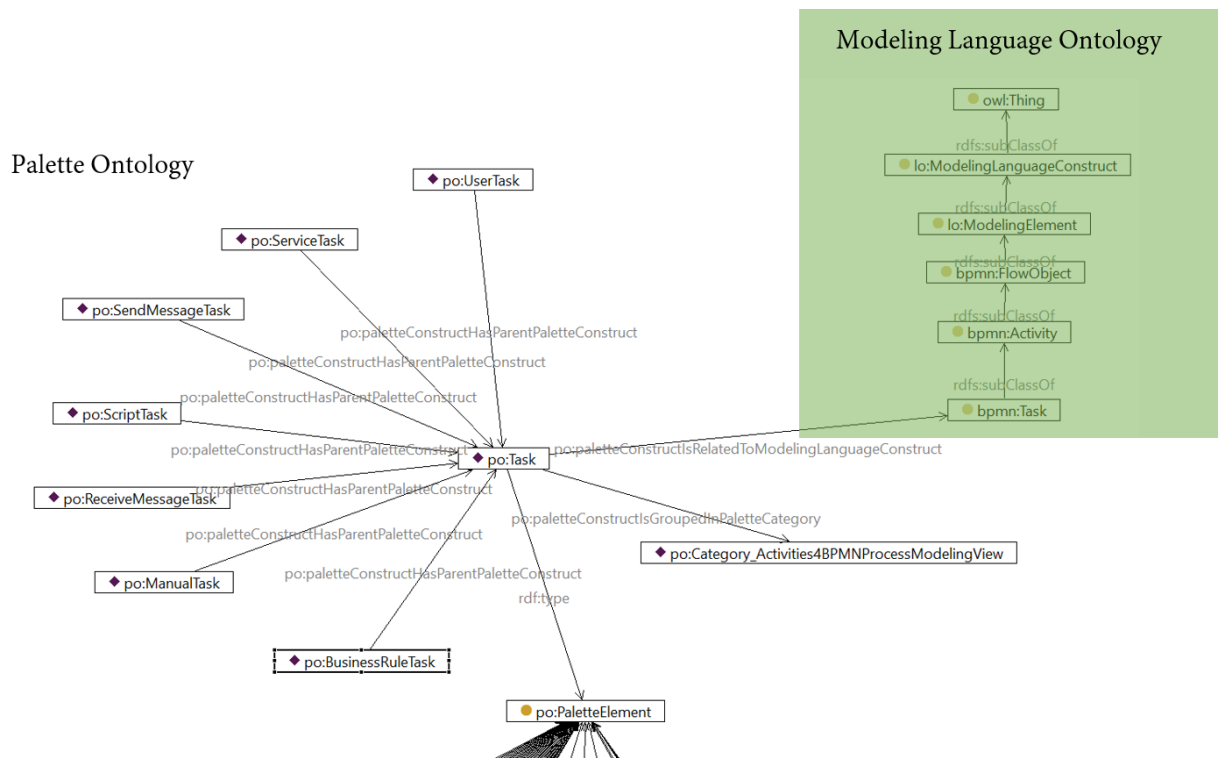 Modeling Language Ontology
owl:Thing
rdfs:subClassOf
Palette Ontology
lo:ModelingLanguageConstruct
po:UserTask
rdfs:subClassOf
lo:ModelingElement
po:ServiceTask
rdfs:subClassOf
bpmn:FlowObject
po:SendMessageTask
rdfs:subClassOf
po:paletteConstructHasParentPaletteConstruct
bpmn:Activity
po:paletteConstructHasParentPaletteConstruct
rdfs:subClassOf
po:paletteConstructHasParentPaletteConstruct
po:ScriptTask
bpmn:Task
po:paletteConstructHasParentPaletteConstruct
po:paletteConstructIsRelatedToModelingLanguageConstruct
po:Task
po:paletteConstructHasParentPaletteConstruct
po:ReceiveMessageTask
po:paletteConstructIsGroupedInPaletteCategory
po:paletteConstructHasParentPaletteConstruct
po:Category_Activities4BPMNProcessModelingView
po:paletteConstructHasParentPaletteConstruct
po:ManualTask
rdf:type
po:BusinessRuleTask
po:PaletteElement